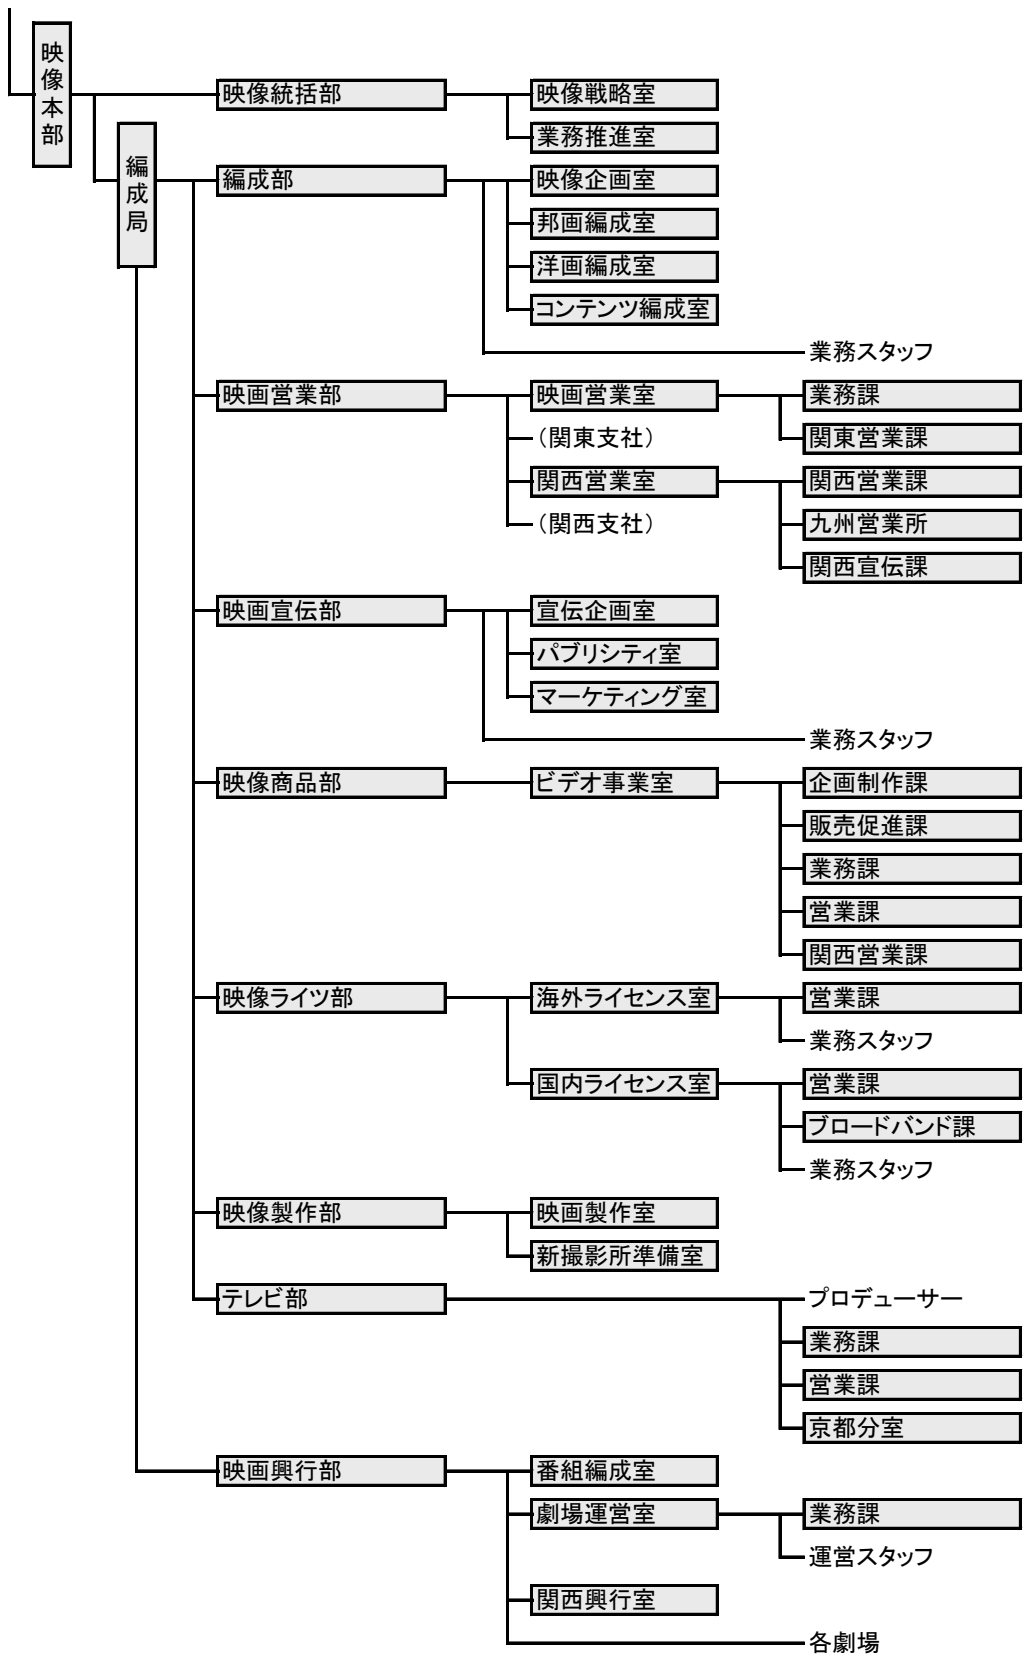 映像本部
映像統括部
映像戦略室
業務推進室
編成局
編成部
映像企画室
邦画編成室
洋画編成室
コンテンツ編成室
業務スタッフ
映画営業部
映画営業室
業務課
（関東支社）
関東営業課
関西営業室
関西営業課
（関西支社）
九州営業所
関西宣伝課
映画宣伝部
宣伝企画室
パブリシティ室
マーケティング室
業務スタッフ
映像商品部
ビデオ事業室
企画制作課
販売促進課
業務課
営業課
関西営業課
映像ライツ部
海外ライセンス室
営業課
業務スタッフ
国内ライセンス室
営業課
ブロードバンド課
業務スタッフ
映像製作部
映画製作室
新撮影所準備室
テレビ部
プロデューサー
業務課
営業課
京都分室
映画興行部
番組編成室
劇場運営室
業務課
運営スタッフ
関西興行室
各劇場